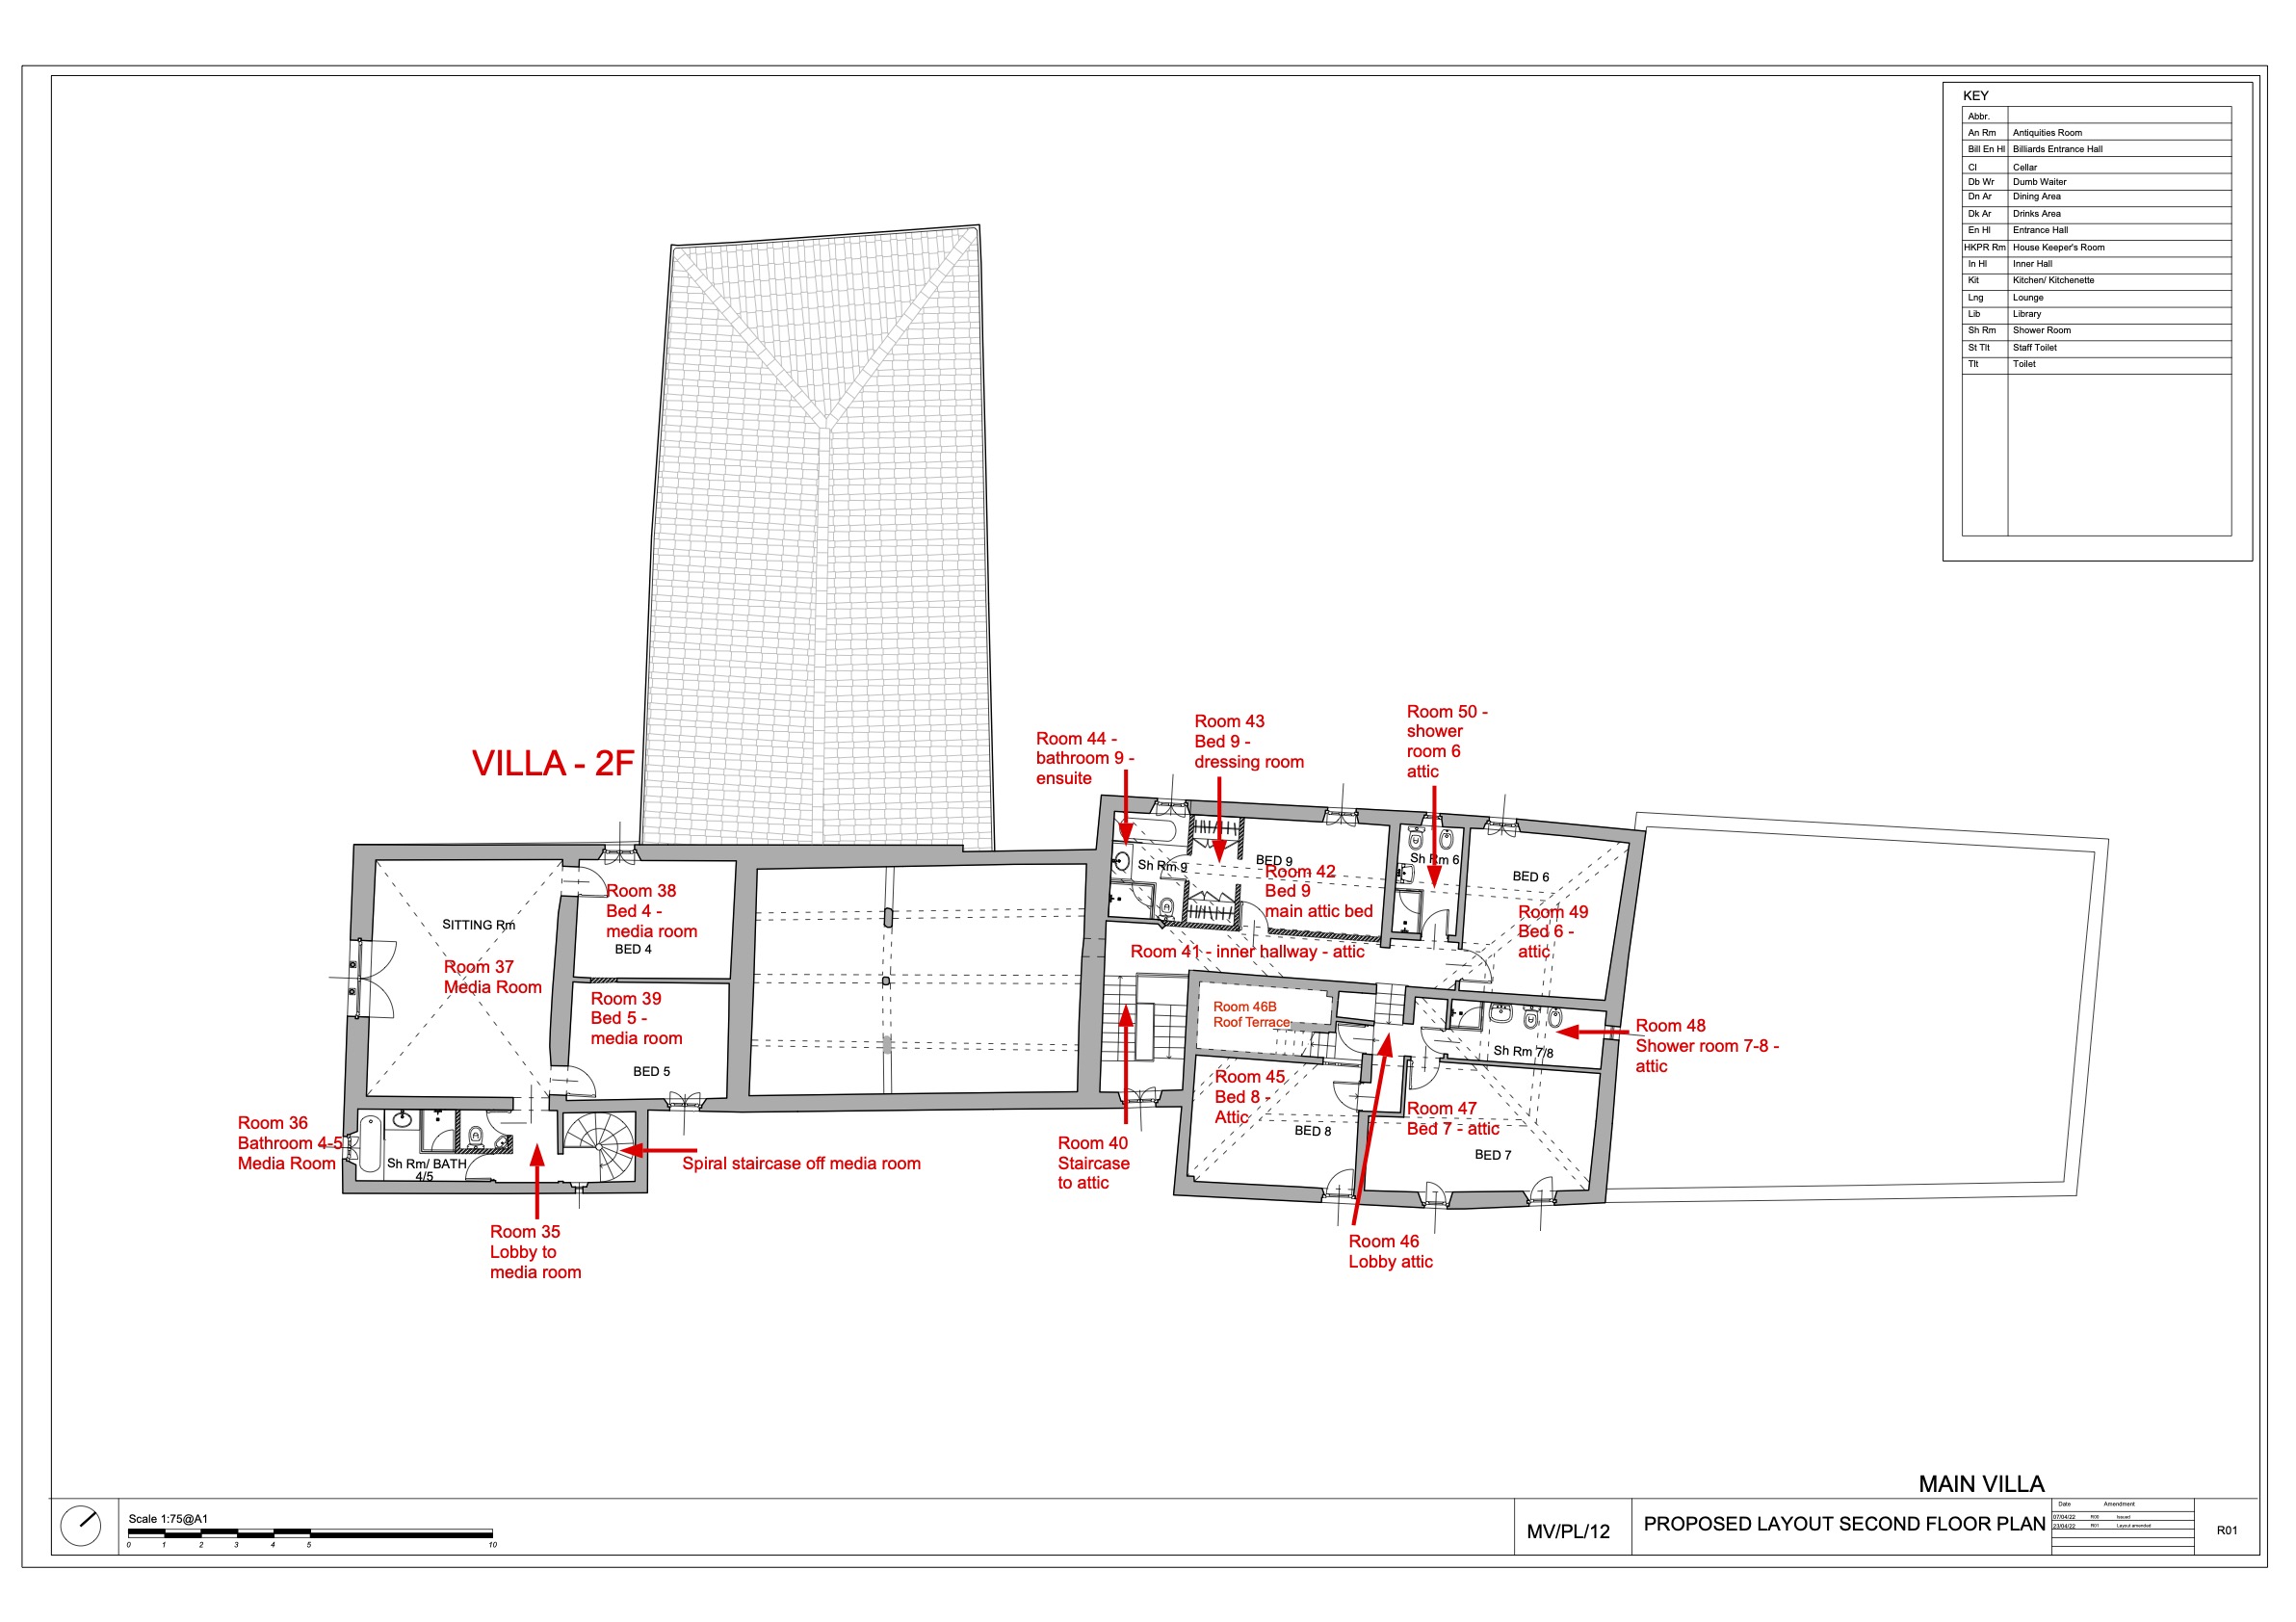 KEY
Abbr.
An Rm Antiquities Room
Bill En Hl Billiards Entrance Hall
Cl Cellar
Db Wr Dumb Waiter
Dn Ar Dining Area
Dk Ar Drinks Area
En Hl Entrance Hall
HKPR Rm House Keeper's Room
In Hl Inner Hall
Kit Kitchen/ Kitchenette
Lng Lounge
Lib Library
Sh Rm Shower Room
St Tlt Staff Toilet
Tlt Toilet
VILLA - 2F
Room 44 -
bathroom 9 -
ensuite
Room 43
Bed 9 -
dressing room
Room 50 -
shower
room 6
attic
Sh Rm 9
BED 9
Room 42
Bed 9
main attic bed
Sh Rm 6
BED 6
Room 49
Bed 6 -
attic
Room 38
Bed 4 -
media room
BED 4
SITTING Rm
Room 37
Media Room
Room 39
Bed 5 -
media room
BED 5
Room 41 - inner hallway - attic
Room 46B
Roof Terrace
Sh Rm 7/8
Room 48
Shower room 7-8 -
attic
Room 45
Bed 8 -
Attic
BED 8
Room 47
Bed 7 - attic
BED 7
Room 36
Bathroom 4-5
Media Room
Sh Rm/ BATH
4/5
Spiral staircase off media room
Room 40
Staircase
to attic
Room 35
Lobby to
media room
Room 46
Lobby attic
MAIN VILLA
Scale 1:75@A1
0 1 2 3 4 5 10
MV/PL/12
PROPOSED LAYOUT SECOND FLOOR PLAN
Date Amendment
07/04/22 R00 Issued
23/04/22 R01 Layout amended
R01